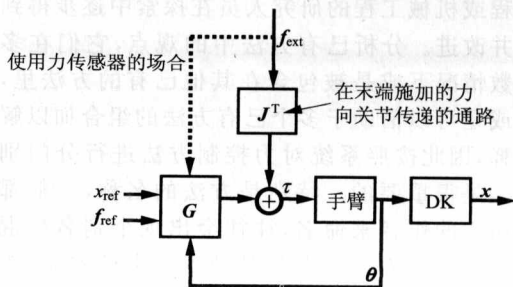 f_ext
使用力传感器的场合
J^T
在末端施加的力
向关节传递的通路
x_ref
f_ref
G
+
τ
手臂
DK
x
θ